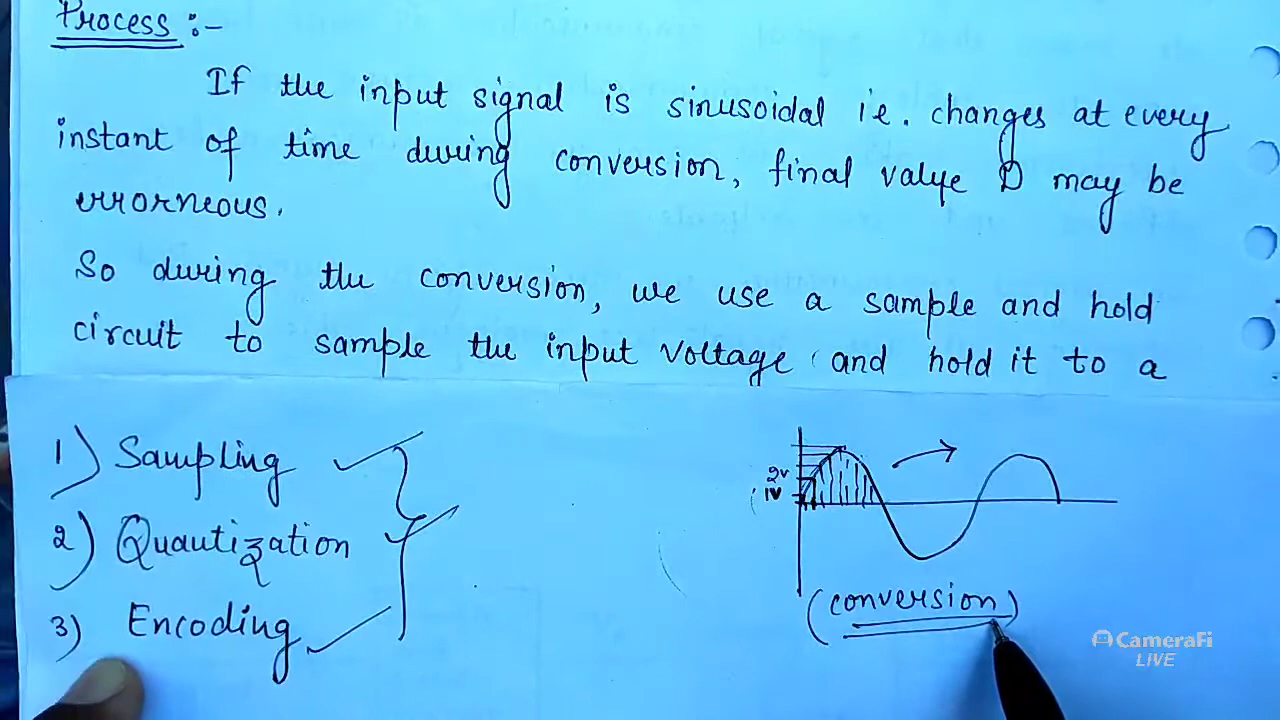 Process :-
If the input signal is sinusoidal i.e. changes at every
instant of time during conversion, final valye D may be
errorneous.
So during the conversion, we use a sample and hold
circuit to sample the input voltage and hold it to a
1) Sampling
2) Quantization
3) Encoding
2v
1v
(conversion)
CameraFi
LIVE